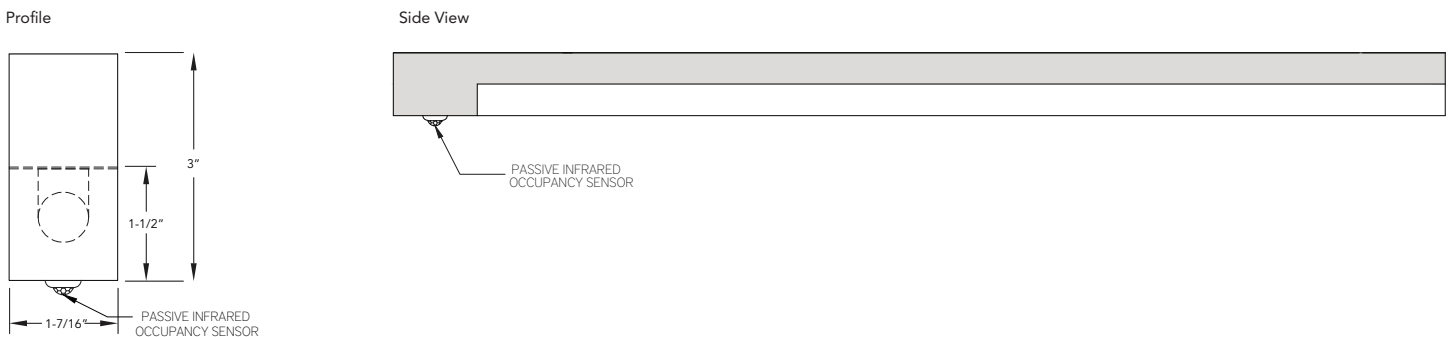 Profile
Side View
3"
1-1/2"
1-7/16"
PASSIVE INFRARED
OCCUPANCY SENSOR
PASSIVE INFRARED
OCCUPANCY SENSOR